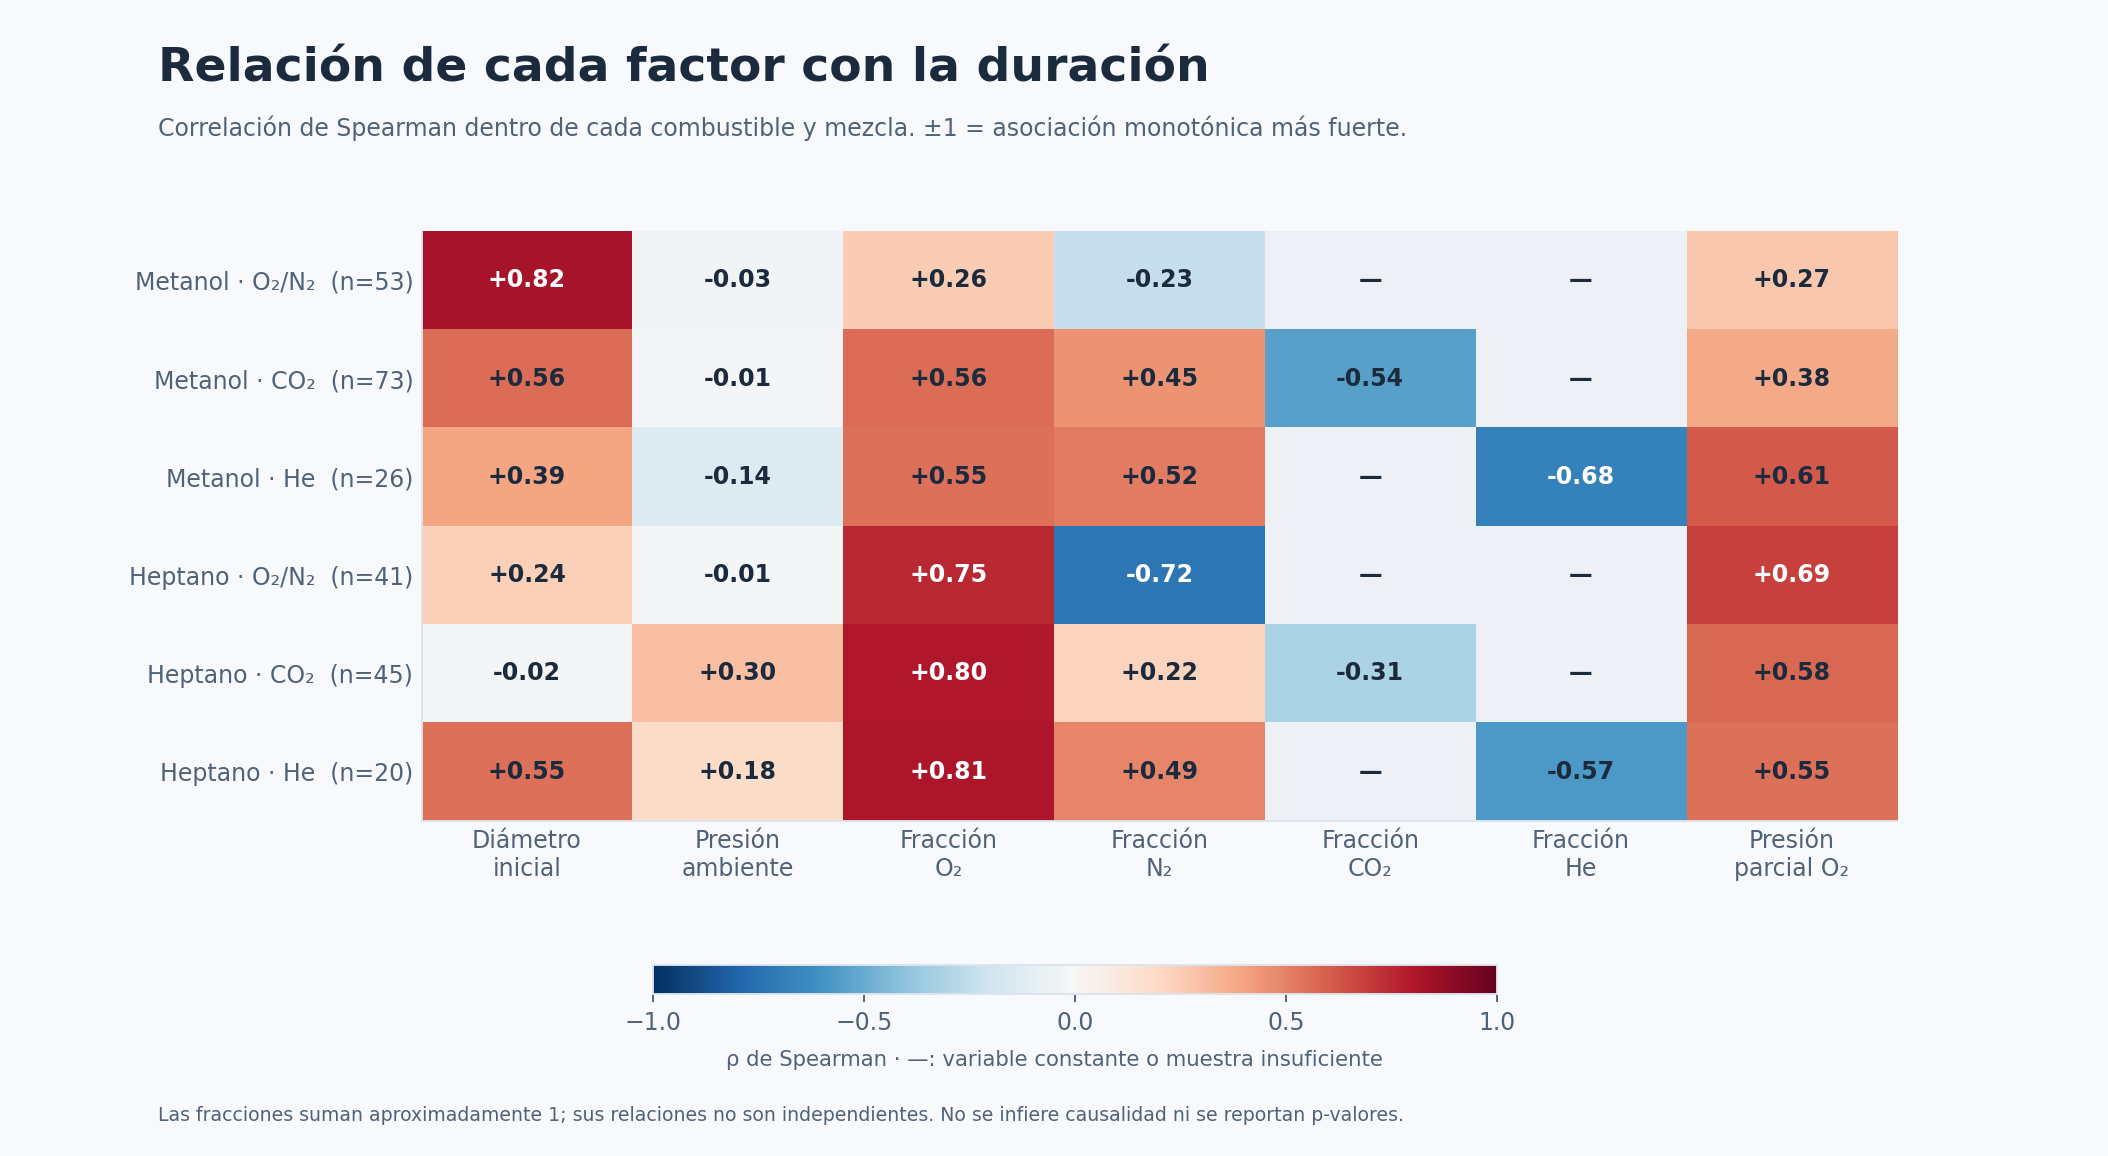 Relación de cada factor con la duración
Correlación de Spearman dentro de cada combustible y mezcla. ±1 = asociación monotónica más fuerte.
Metanol · O₂/N₂ (n=53) +0.82 -0.03 +0.26 -0.23 — — +0.27
Metanol · CO₂ (n=73) +0.56 -0.01 +0.56 +0.45 -0.54 — +0.38
Metanol · He (n=26) +0.39 -0.14 +0.55 +0.52 — -0.68 +0.61
Heptano · O₂/N₂ (n=41) +0.24 -0.01 +0.75 -0.72 — — +0.69
Heptano · CO₂ (n=45) -0.02 +0.30 +0.80 +0.22 -0.31 — +0.58
Heptano · He (n=20) +0.55 +0.18 +0.81 +0.49 — -0.57 +0.55
Diámetro Presión Fracción Fracción Fracción Fracción Presión
inicial ambiente O₂ N₂ CO₂ He parcial O₂
−1.0 −0.5 0.0 0.5 1.0
ρ de Spearman · —: variable constante o muestra insuficiente
Las fracciones suman aproximadamente 1; sus relaciones no son independientes. No se infiere causalidad ni se reportan p-valores.